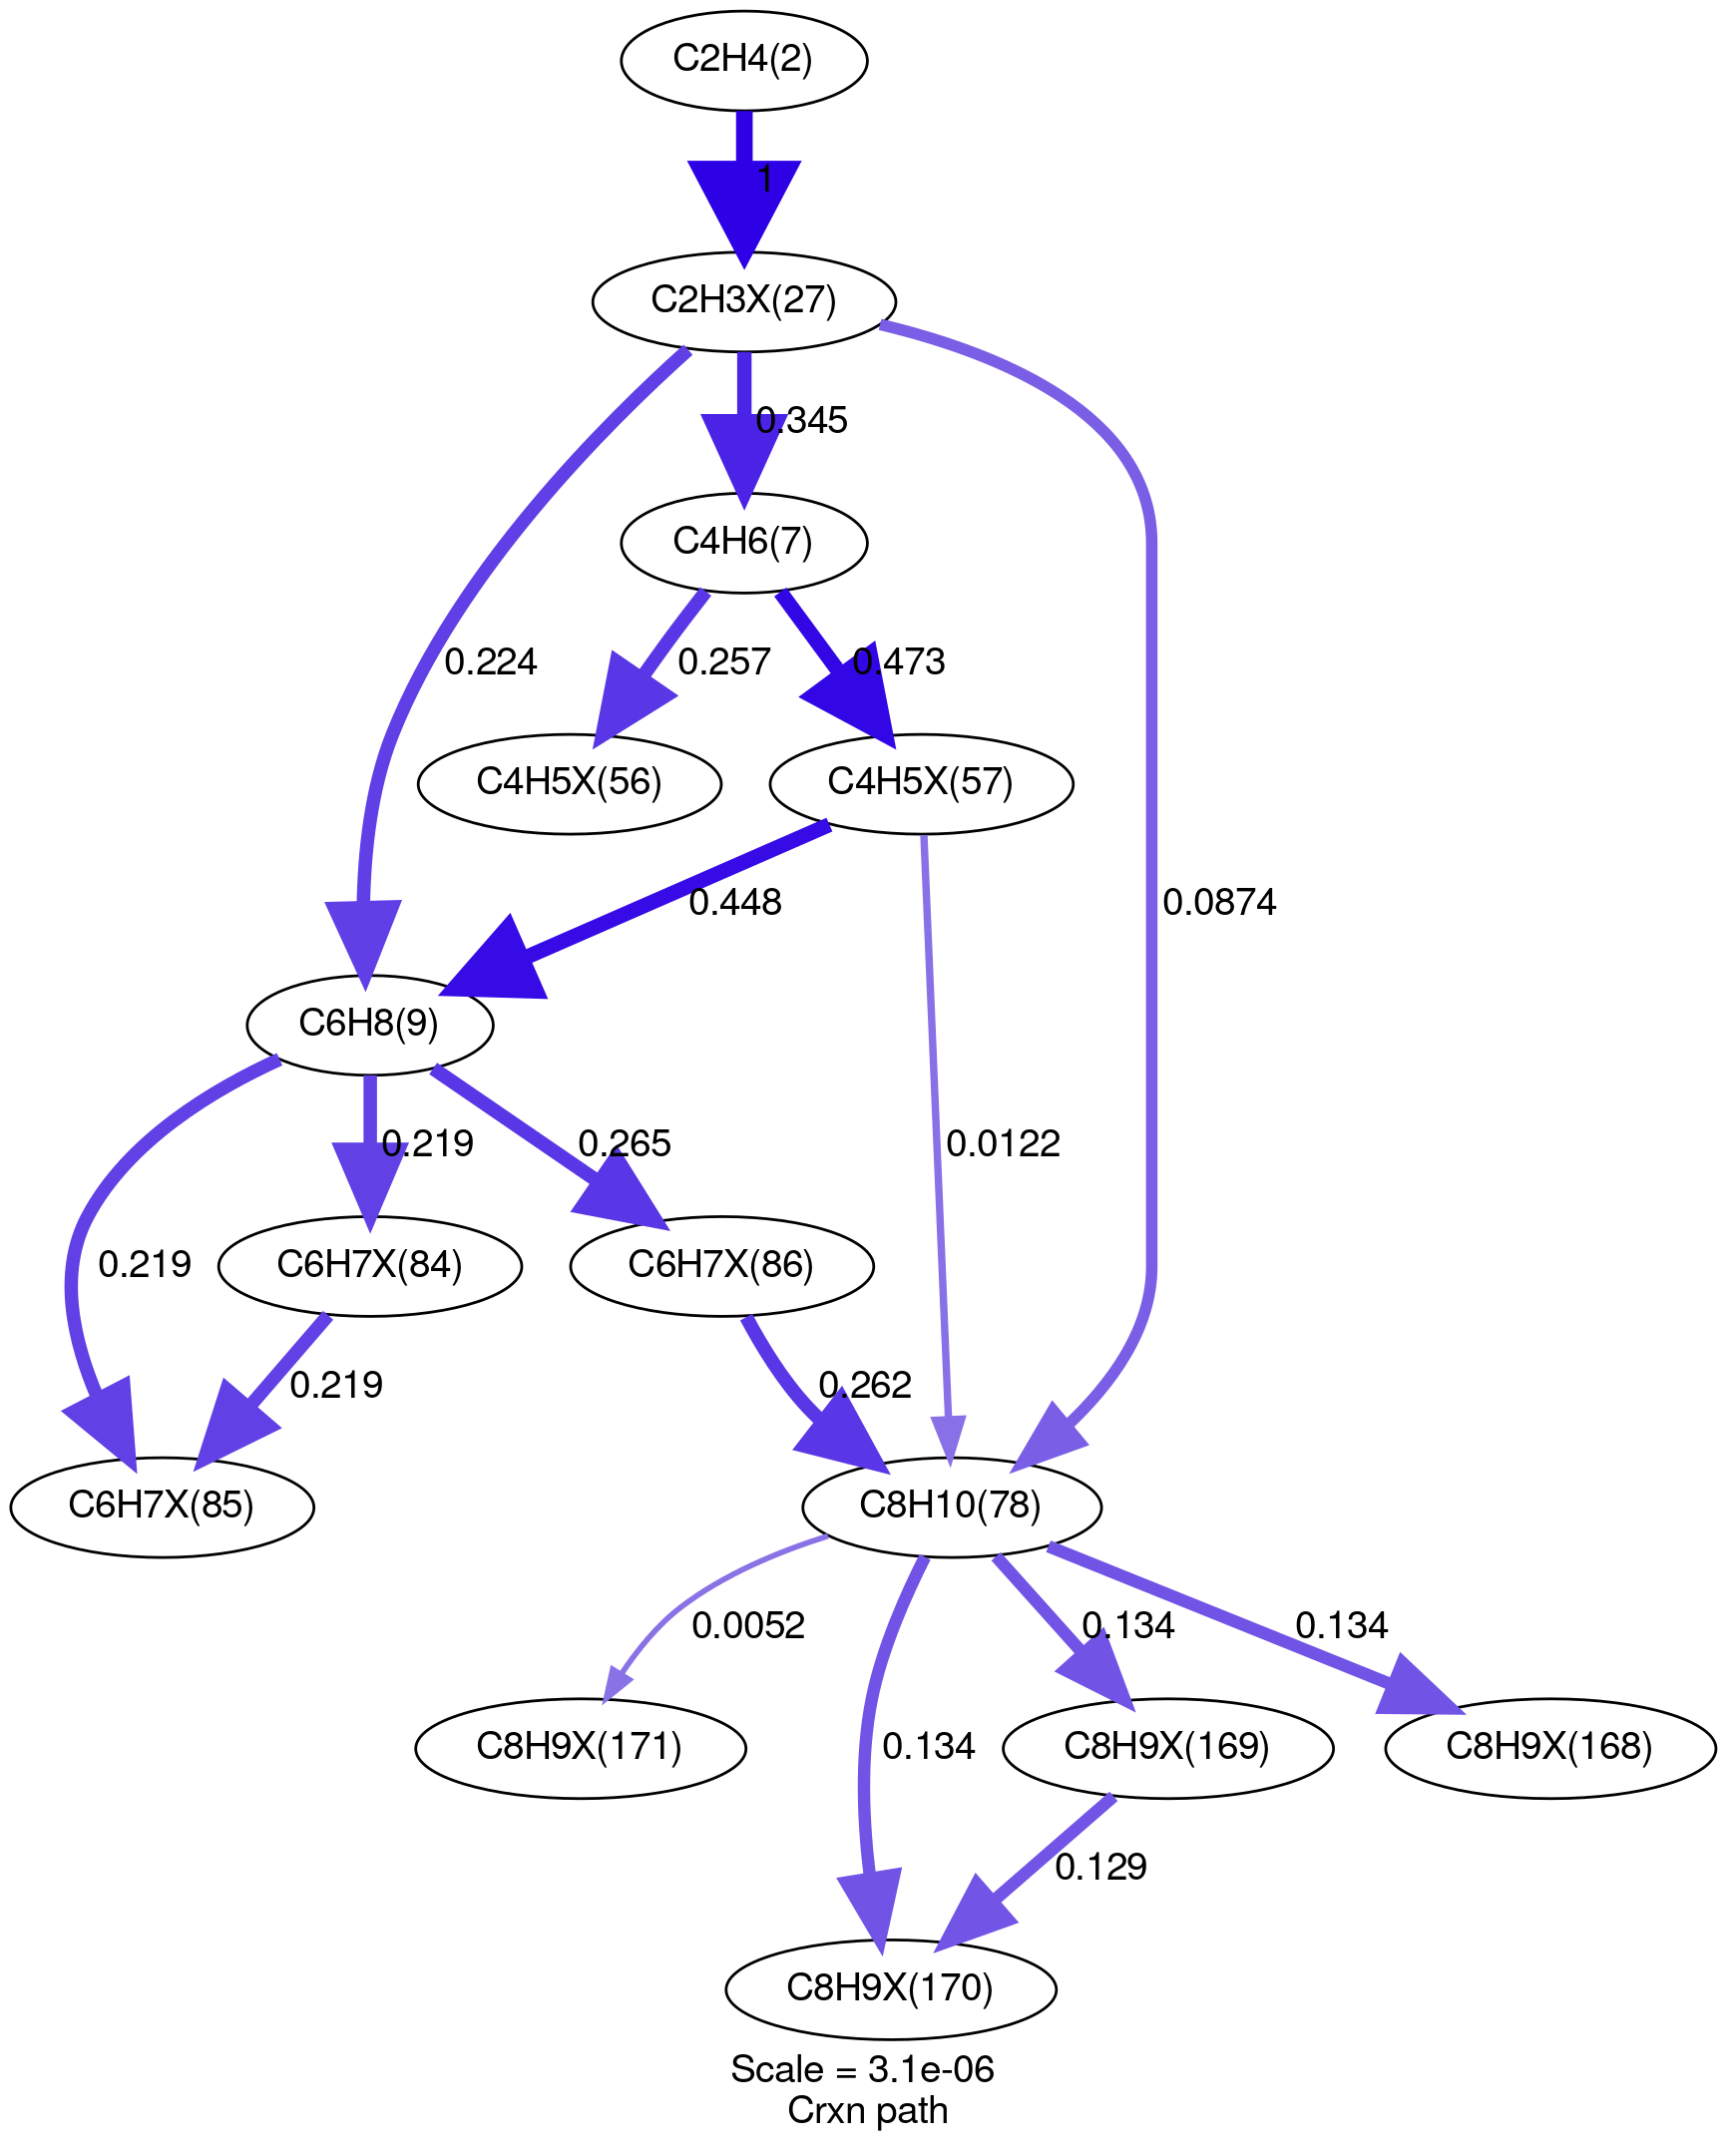 C2H4(2)
1
C2H3X(27)
0.345
C4H6(7)
0.224
0.257
0.473
C4H5X(56)
C4H5X(57)
0.448
0.0874
C6H8(9)
0.219
0.265
0.0122
0.219
C6H7X(84)
C6H7X(86)
0.219
0.262
C6H7X(85)
C8H10(78)
0.0052
0.134
0.134
C8H9X(171)
0.134
C8H9X(169)
C8H9X(168)
0.129
C8H9X(170)
Scale = 3.1e-06
Crxn path